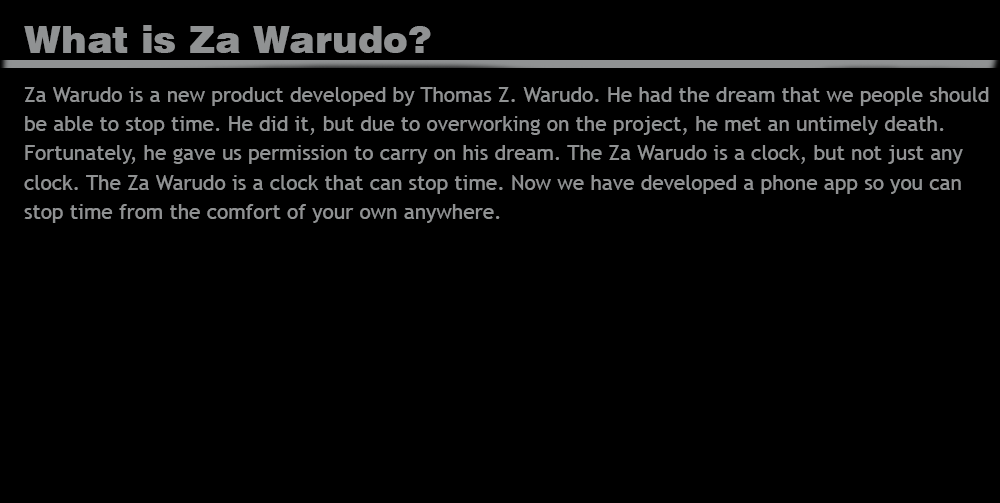 What is Za Warudo?
Za Warudo is a new product developed by Thomas Z. Warudo. He had the dream that we people should
be able to stop time. He did it, but due to overworking on the project, he met an untimely death.
Fortunately, he gave us permission to carry on his dream. The Za Warudo is a clock, but not just any
clock. The Za Warudo is a clock that can stop time. Now we have developed a phone app so you can
stop time from the comfort of your own anywhere.